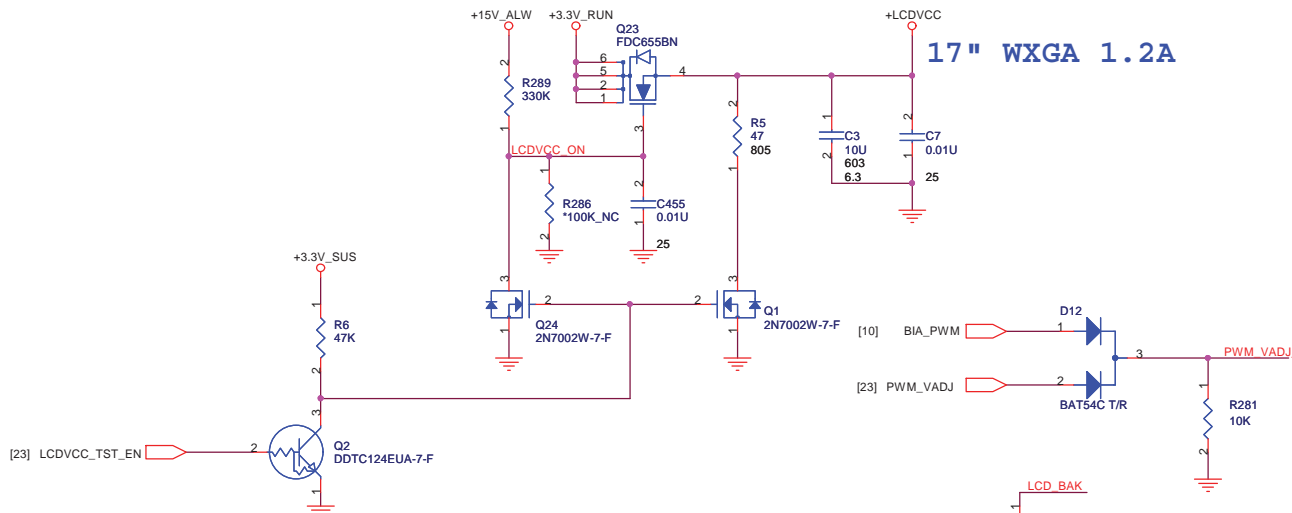 +15V_ALW
+3.3V_RUN
+LCDVCC
Q23
FDC655BN
17" WXGA 1.2A
6
5
2
1
4
3
2
R289
330K
1
LCDVCC_ON
2
R5
47
805
1
1
C3
10U
603
6.3
2
2
C7
0.01U
1
25
1
R286
*100K_NC
2
2
C455
0.01U
1
25
+3.3V_SUS
1
R6
47K
2
3
2
1
Q24
2N7002W-7-F
3
2
1
Q1
2N7002W-7-F
[10] BIA_PWM
1
D12
[23] PWM_VADJ
2
BAT54C T/R
3
PWM_VADJ
1
R281
10K
2
[23] LCDVCC_TST_EN
2
3
Q2
DDTC124EUA-7-F
1
LCD_BAK
1